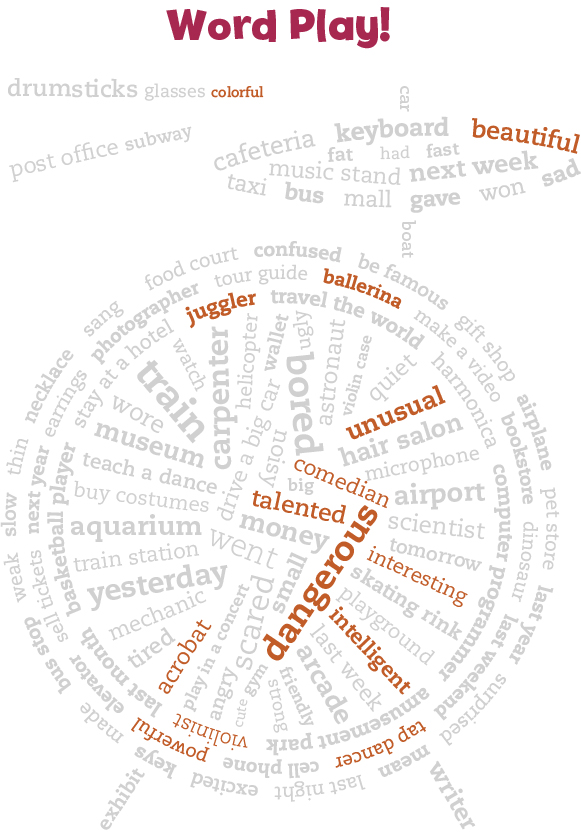 Word Play!
drumsticks glasses colorful
car
post office subway
cafeteria keyboard beautiful
fat had fast
music stand next week sad
taxi bus mall gave won
boat
food court confused be famous
tour guide ballerina
juggler travel the world
sang photographer make a video gift shop
stay at a hotel watch train carpenter helicopter wallet ugly
bored astronaut violin case quiet harmonica
necklace earrings wore museum
drive a big car noisy
unusual hair salon microphone
airplane bookstore computer programmer
thin next year basketball player
teach a dance
buy costumes
comedian big talented airport
slow aquarium money scientist
pet store dinosaur
weak sell tickets train station went dangerous tomorrow
interesting
yesterday small skating rink
playground
mechanic scared intelligent
last year last weekend surprised
bus stop elevator last month tired acrobat
play in a concert
angry cute gym friendly strong arcade last week
made powerful violinist
amusement park tap dancer
keys excited cell phone last night mean
exhibit writer